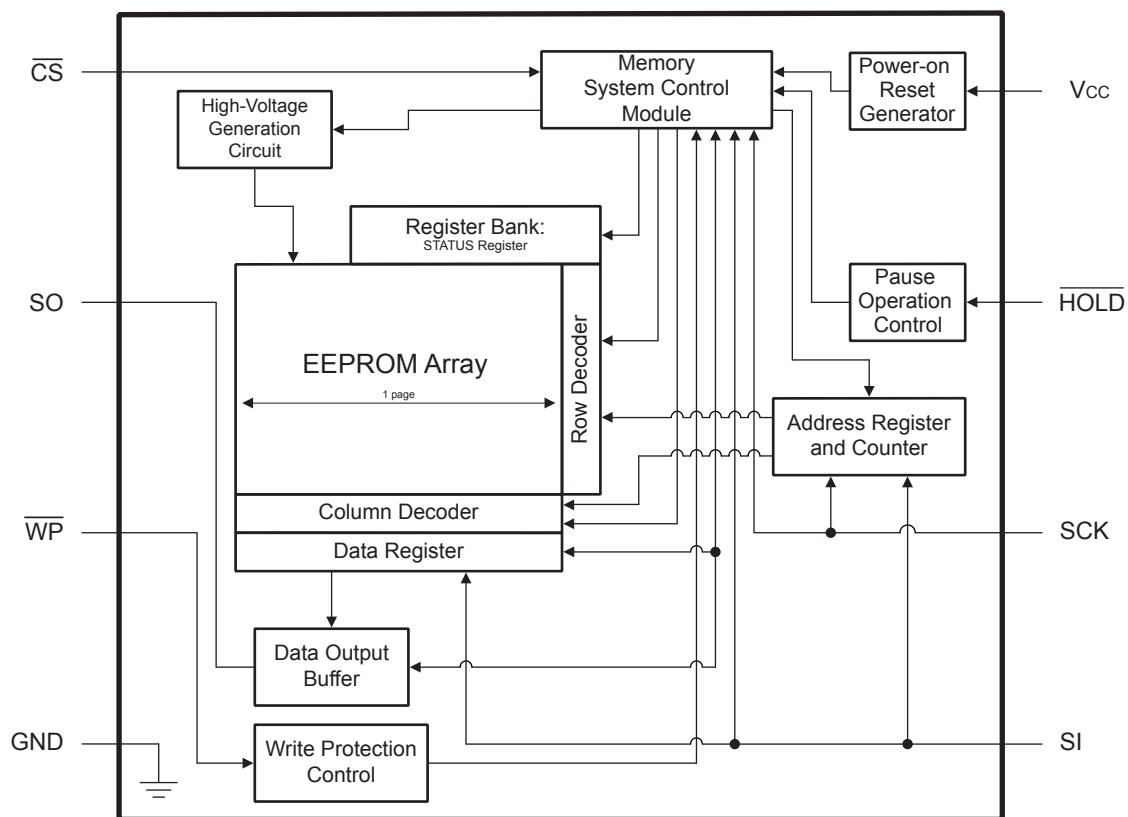 CS
Memory
System Control
Module
Power-on
Reset
Generator
VCC
High-Voltage
Generation
Circuit
Register Bank:
STATUS Register
SO
Pause
Operation
Control
HOLD
EEPROM Array
1 page
Row Decoder
Address Register
and Counter
Column Decoder
WP
Data Register
SCK
Data Output
Buffer
GND
Write Protection
Control
SI